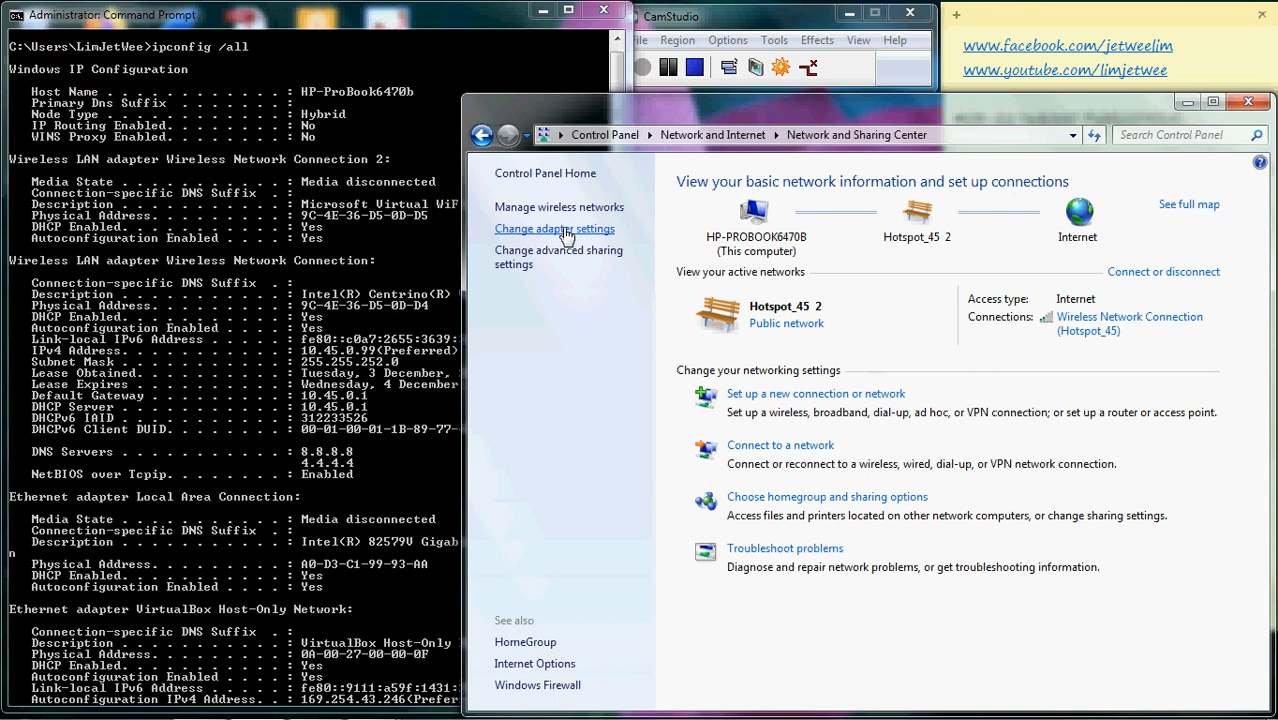 Administrator: Command Prompt
C:\Users\LimJetWee>ipconfig /all
Windows IP Configuration
Host Name . . . . . . . . . . . . : HP-ProBook6470b
Primary Dns Suffix . . . . . . . :
Node Type . . . . . . . . . . . . : Hybrid
IP Routing Enabled. . . . . . . . : No
WINS Proxy Enabled. . . . . . . . : No
Wireless LAN adapter Wireless Network Connection 2:
Media State . . . . . . . . . . . : Media disconnected
Connection-specific DNS Suffix . :
Description . . . . . . . . . . . : Microsoft Virtual WiF
Physical Address. . . . . . . . . : 9C-4E-36-D5-0D-D5
DHCP Enabled. . . . . . . . . . . : Yes
Autoconfiguration Enabled . . . . : Yes
Wireless LAN adapter Wireless Network Connection:
Connection-specific DNS Suffix . :
Description . . . . . . . . . . . : Intel(R) Centrino(R)
Physical Address. . . . . . . . . : 9C-4E-36-D5-0D-D4
DHCP Enabled. . . . . . . . . . . : Yes
Autoconfiguration Enabled . . . . : Yes
Link-local IPv6 Address . . . . . : fe80::c0a7:2655:3639:
IPv4 Address. . . . . . . . . . . : 10.45.0.99(Preferred)
Subnet Mask . . . . . . . . . . . : 255.255.252.0
Lease Obtained. . . . . . . . . . : Tuesday, 3 December,
Lease Expires . . . . . . . . . . : Wednesday, 4 December
Default Gateway . . . . . . . . . : 10.45.0.1
DHCP Server . . . . . . . . . . . : 10.45.0.1
DHCPv6 IAID . . . . . . . . . . . : 312233526
DHCPv6 Client DUID. . . . . . . . : 00-01-00-01-1B-89-77-
DNS Servers . . . . . . . . . . . : 8.8.8.8
4.4.4.4
NetBIOS over Tcpip. . . . . . . . : Enabled
Ethernet adapter Local Area Connection:
Media State . . . . . . . . . . . : Media disconnected
Connection-specific DNS Suffix . :
Description . . . . . . . . . . . : Intel(R) 82579V Gigab
n
Physical Address. . . . . . . . . : A0-D3-C1-99-93-AA
DHCP Enabled. . . . . . . . . . . : Yes
Autoconfiguration Enabled . . . . : Yes
Ethernet adapter VirtualBox Host-Only Network:
Connection-specific DNS Suffix . :
Description . . . . . . . . . . . : VirtualBox Host-Only
Physical Address. . . . . . . . . : 0A-00-27-00-00-0F
DHCP Enabled. . . . . . . . . . . : Yes
Autoconfiguration Enabled . . . . : Yes
Link-local IPv6 Address . . . . . : fe80::9111:a59f:1431:
Autoconfiguration IPv4 Address. . : 169.254.43.246(Prefer
CamStudio
File Region Options Tools Effects View Help
www.facebook.com/jetweelim
www.youtube.com/limjetwee
Control Panel Network and Internet Network and Sharing Center
Search Control Panel
Control Panel Home
Manage wireless networks
Change adapter settings
Change advanced sharing
settings
See also
HomeGroup
Internet Options
Windows Firewall
View your basic network information and set up connections
See full map
HP-PROBOOK6470B
(This computer)
Hotspot_45 2
Internet
View your active networks
Connect or disconnect
Hotspot_45 2
Public network
Access type: Internet
Connections: Wireless Network Connection
(Hotspot_45)
Change your networking settings
Set up a new connection or network
Set up a wireless, broadband, dial-up, ad hoc, or VPN connection; or set up a router or access point.
Connect to a network
Connect or reconnect to a wireless, wired, dial-up, or VPN network connection.
Choose homegroup and sharing options
Access files and printers located on other network computers, or change sharing settings.
Troubleshoot problems
Diagnose and repair network problems, or get troubleshooting information.